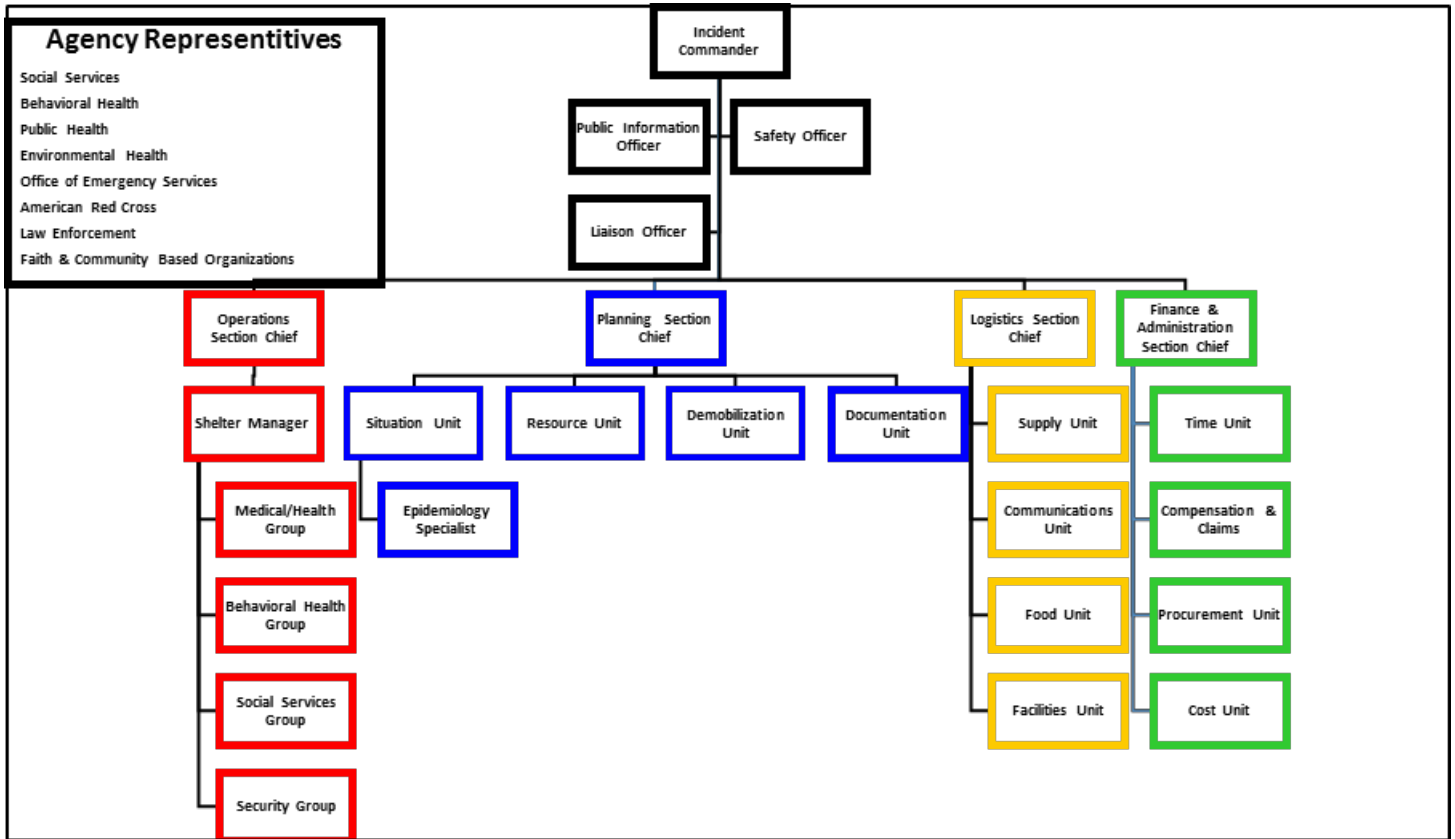 Agency Representitives
Social Services
Behavioral Health
Public Health
Environmental Health
Office of Emergency Services
American Red Cross
Law Enforcement
Faith & Community Based Organizations
Incident
Commander
Public Information
Officer
Safety Officer
Liaison Officer
Operations
Section Chief
Planning Section
Chief
Logistics Section
Chief
Finance &
Administration
Section Chief
Shelter Manager
Situation Unit
Resource Unit
Demobilization
Unit
Documentation
Unit
Supply Unit
Time Unit
Medical/Health
Group
Epidemiology
Specialist
Communications
Unit
Compensation &
Claims
Behavioral Health
Group
Food Unit
Procurement Unit
Social Services
Group
Facilities Unit
Cost Unit
Security Group